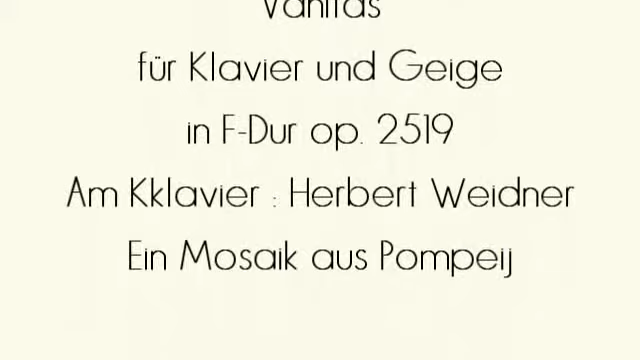 Vanitas
für Klavier und Geige
in F-Dur op. 2519
Am Kklavier : Herbert Weidner
Ein Mosaik aus Pompeij